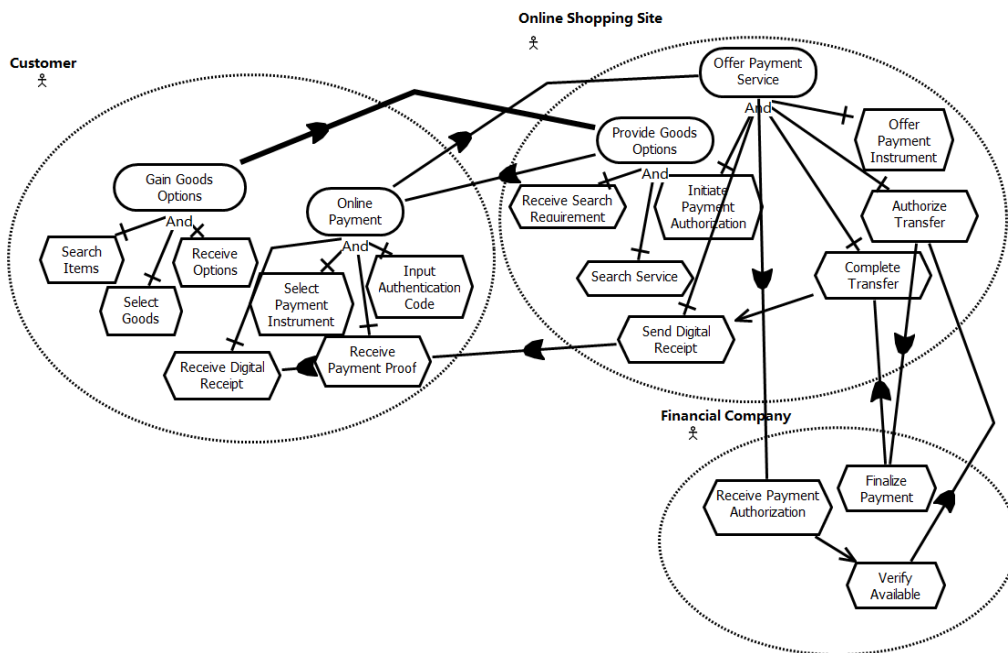 Online Shopping Site
Customer
Offer Payment
Service
And
Offer
Payment
Instrument
Provide Goods
Options
And
Gain Goods
Options
And
Online
Payment
And
Receive Search
Requirement
Initiate
Payment
Authorization
Authorize
Transfer
Search
Items
Receive
Options
Select
Goods
Select
Payment
Instrument
Input
Authentication
Code
Search Service
Complete
Transfer
Receive Digital
Receipt
Receive
Payment Proof
Send Digital
Receipt
Financial Company
Receive Payment
Authorization
Finalize
Payment
Verify
Available